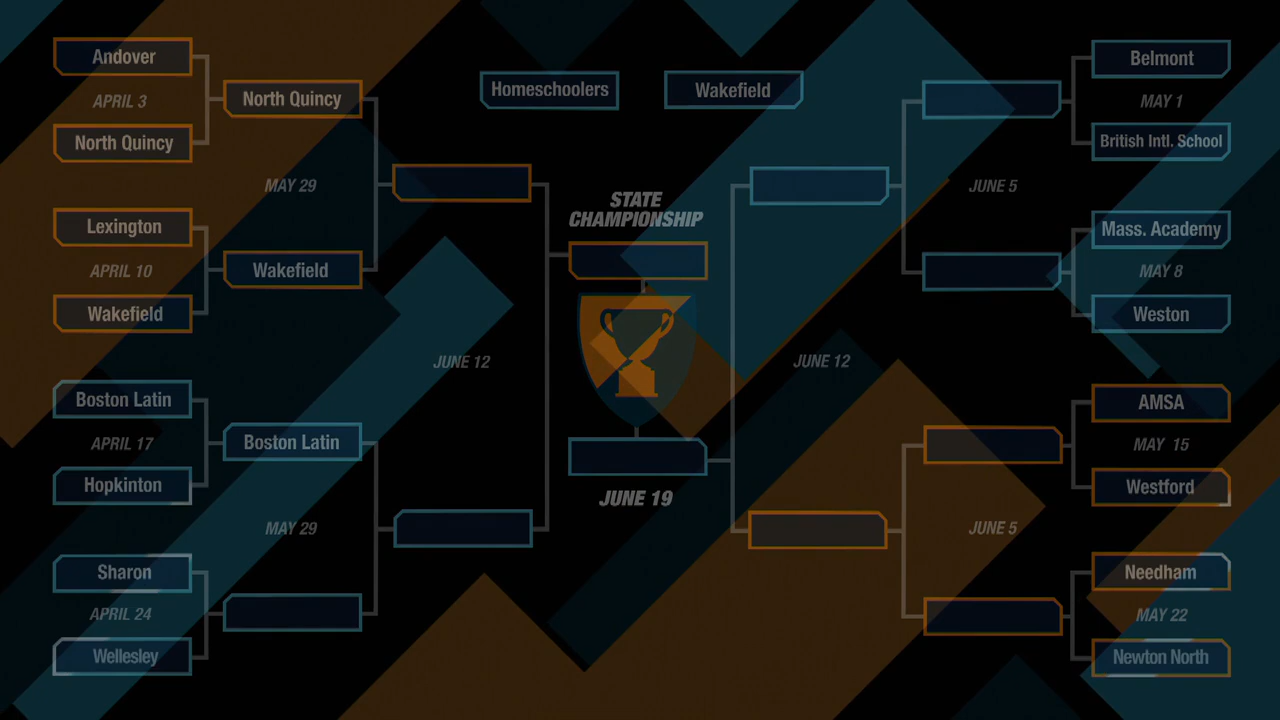 Andover
APRIL 3
North Quincy
Lexington
APRIL 10
Wakefield
Boston Latin
APRIL 17
Hopkinton
Sharon
APRIL 24
Wellesley
North Quincy
MAY 29
Wakefield
Boston Latin
MAY 29
JUNE 12
Homeschoolers
Wakefield
STATE
CHAMPIONSHIP
JUNE 19
JUNE 12
JUNE 5
JUNE 5
Belmont
MAY 1
British Intl. School
Mass. Academy
MAY 8
Weston
AMSA
MAY 15
Westford
Needham
MAY 22
Newton North